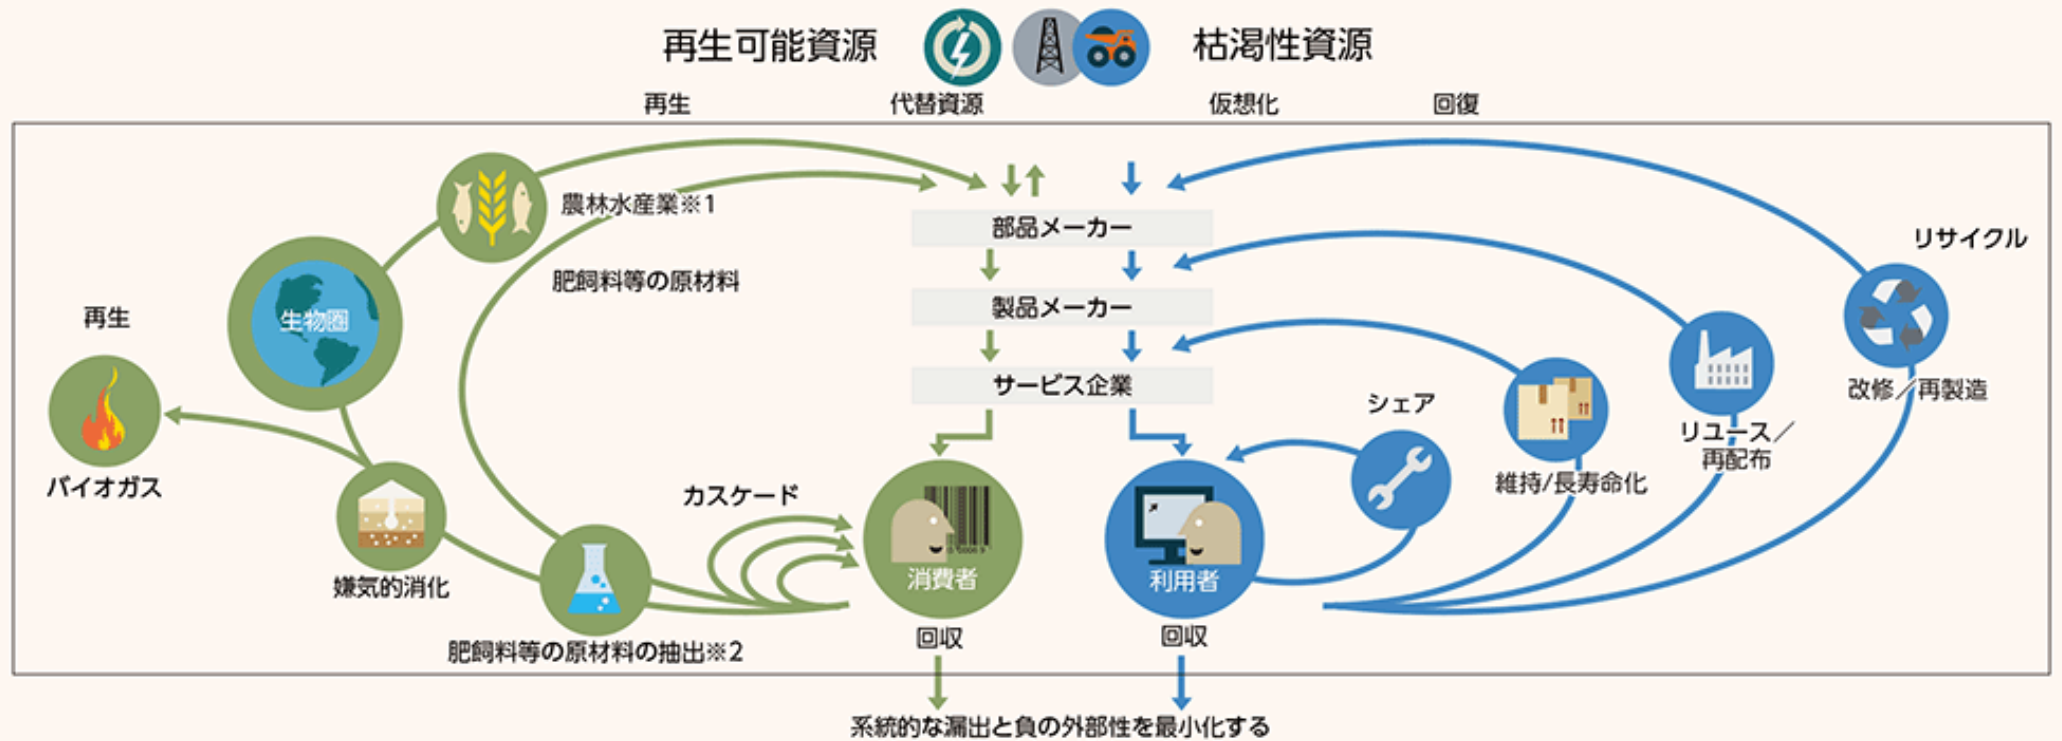 再生可能資源
枯渇性資源
再生
代替資源
仮想化
回復
農林水産業※1
部品メーカー
リサイクル
肥飼料等の原材料
製品メーカー
再生
生物圏
サービス企業
シェア
改修／再製造
リユース／
再配布
バイオガス
カスケード
維持/長寿命化
嫌気的消化
消費者
利用者
肥飼料等の原材料の抽出※2
回収
回収
系統的な漏出と負の外部性を最小化する